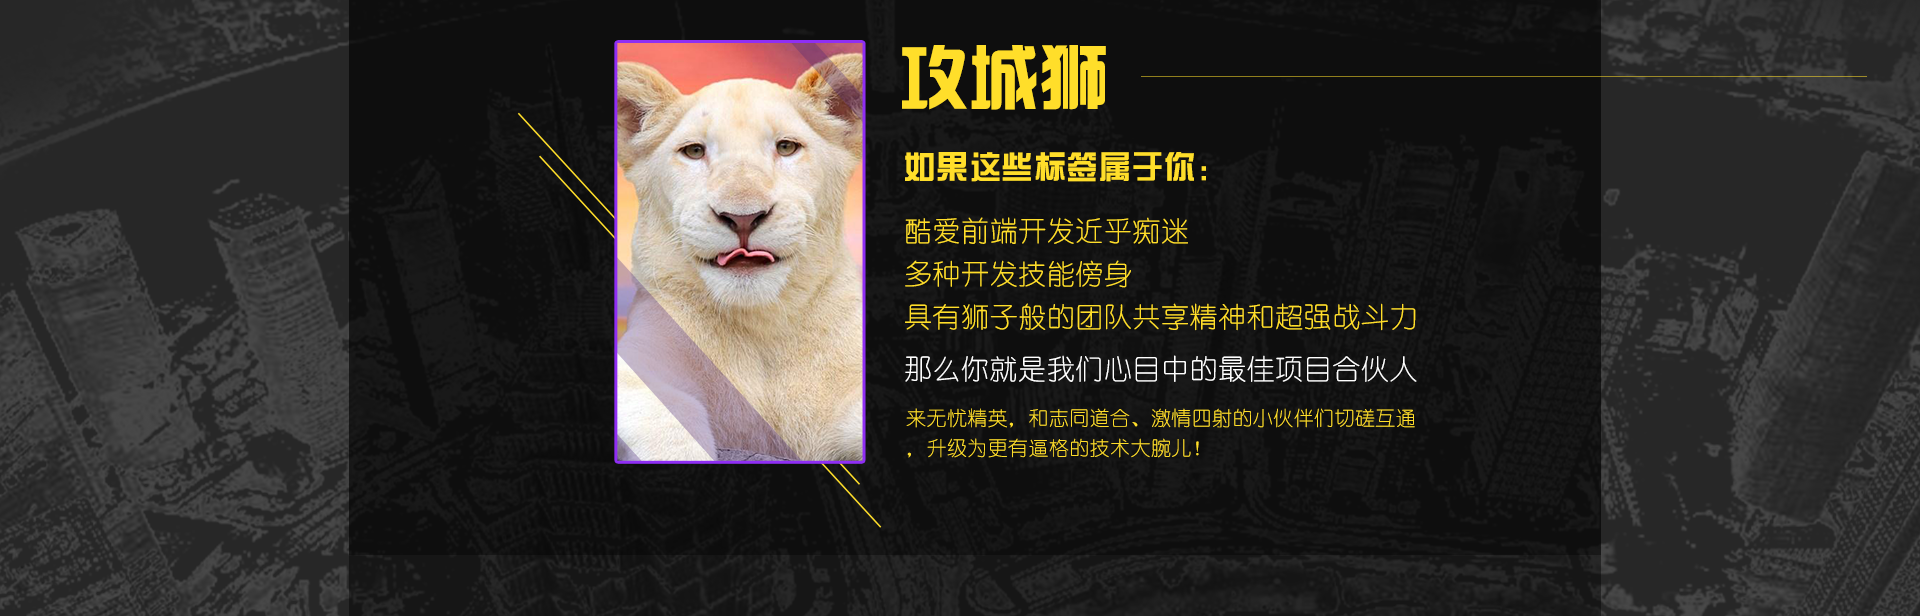 攻城狮
如果这些标签属于你：
酷爱前端开发近乎痴迷
多种开发技能傍身
具有狮子般的团队共享精神和超强战斗力
那么你就是我们心目中的最佳项目合伙人
来无忧精英，和志同道合、激情四射的小伙伴们切磋互通
，升级为更有逼格的技术大腕儿！